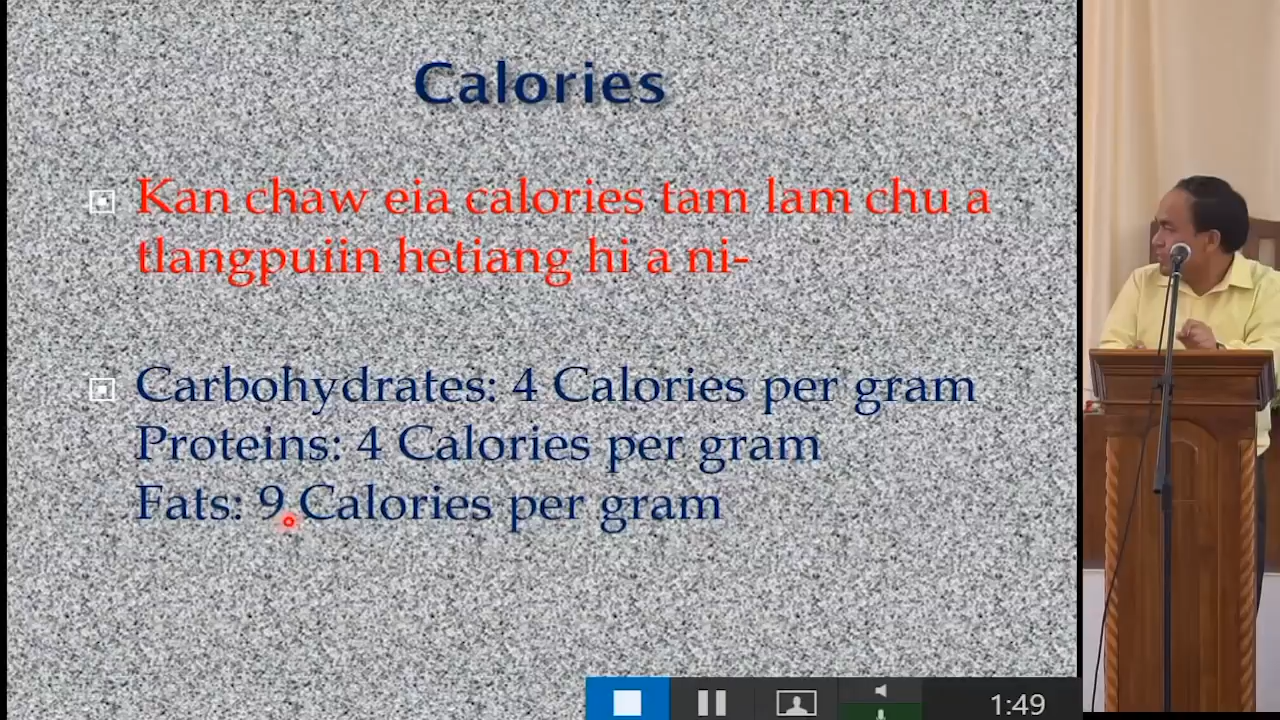 Calories
Kan chaw eia calories tam lam chu a
tlangpuiin hetiang hi a ni-
Carbohydrates: 4 Calories per gram
Proteins: 4 Calories per gram
Fats: 9 Calories per gram
1:49